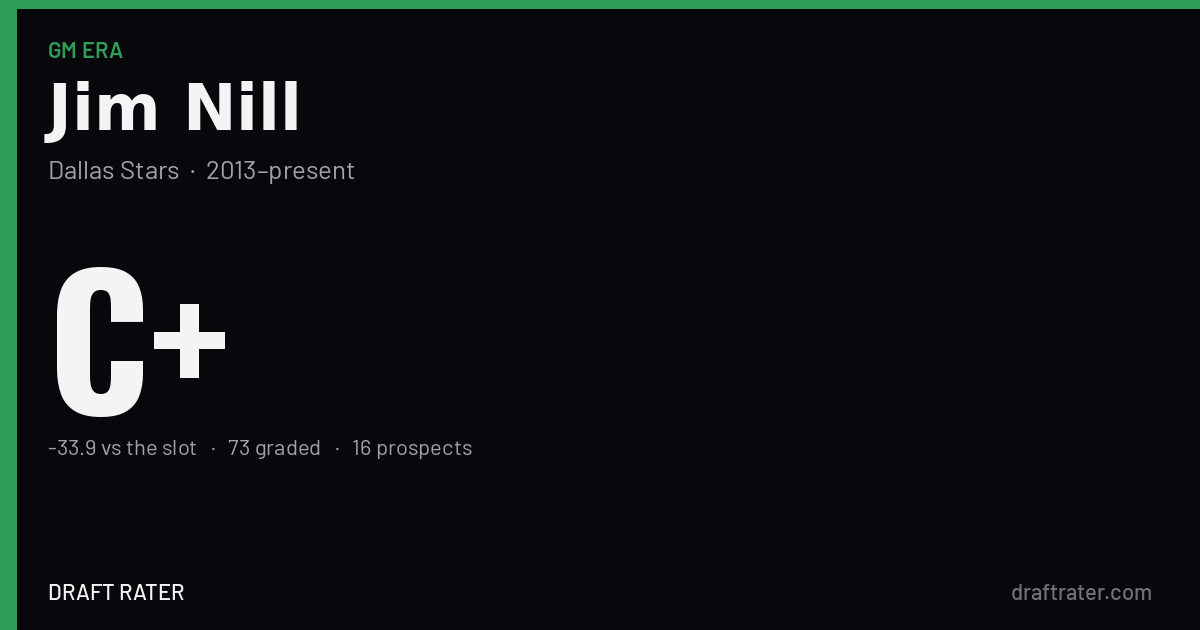 GM ERA
Jim Nill
Dallas Stars · 2013–present
C+
-33.9 vs the slot · 73 graded · 16 prospects
DRAFT RATER
draftrater.com